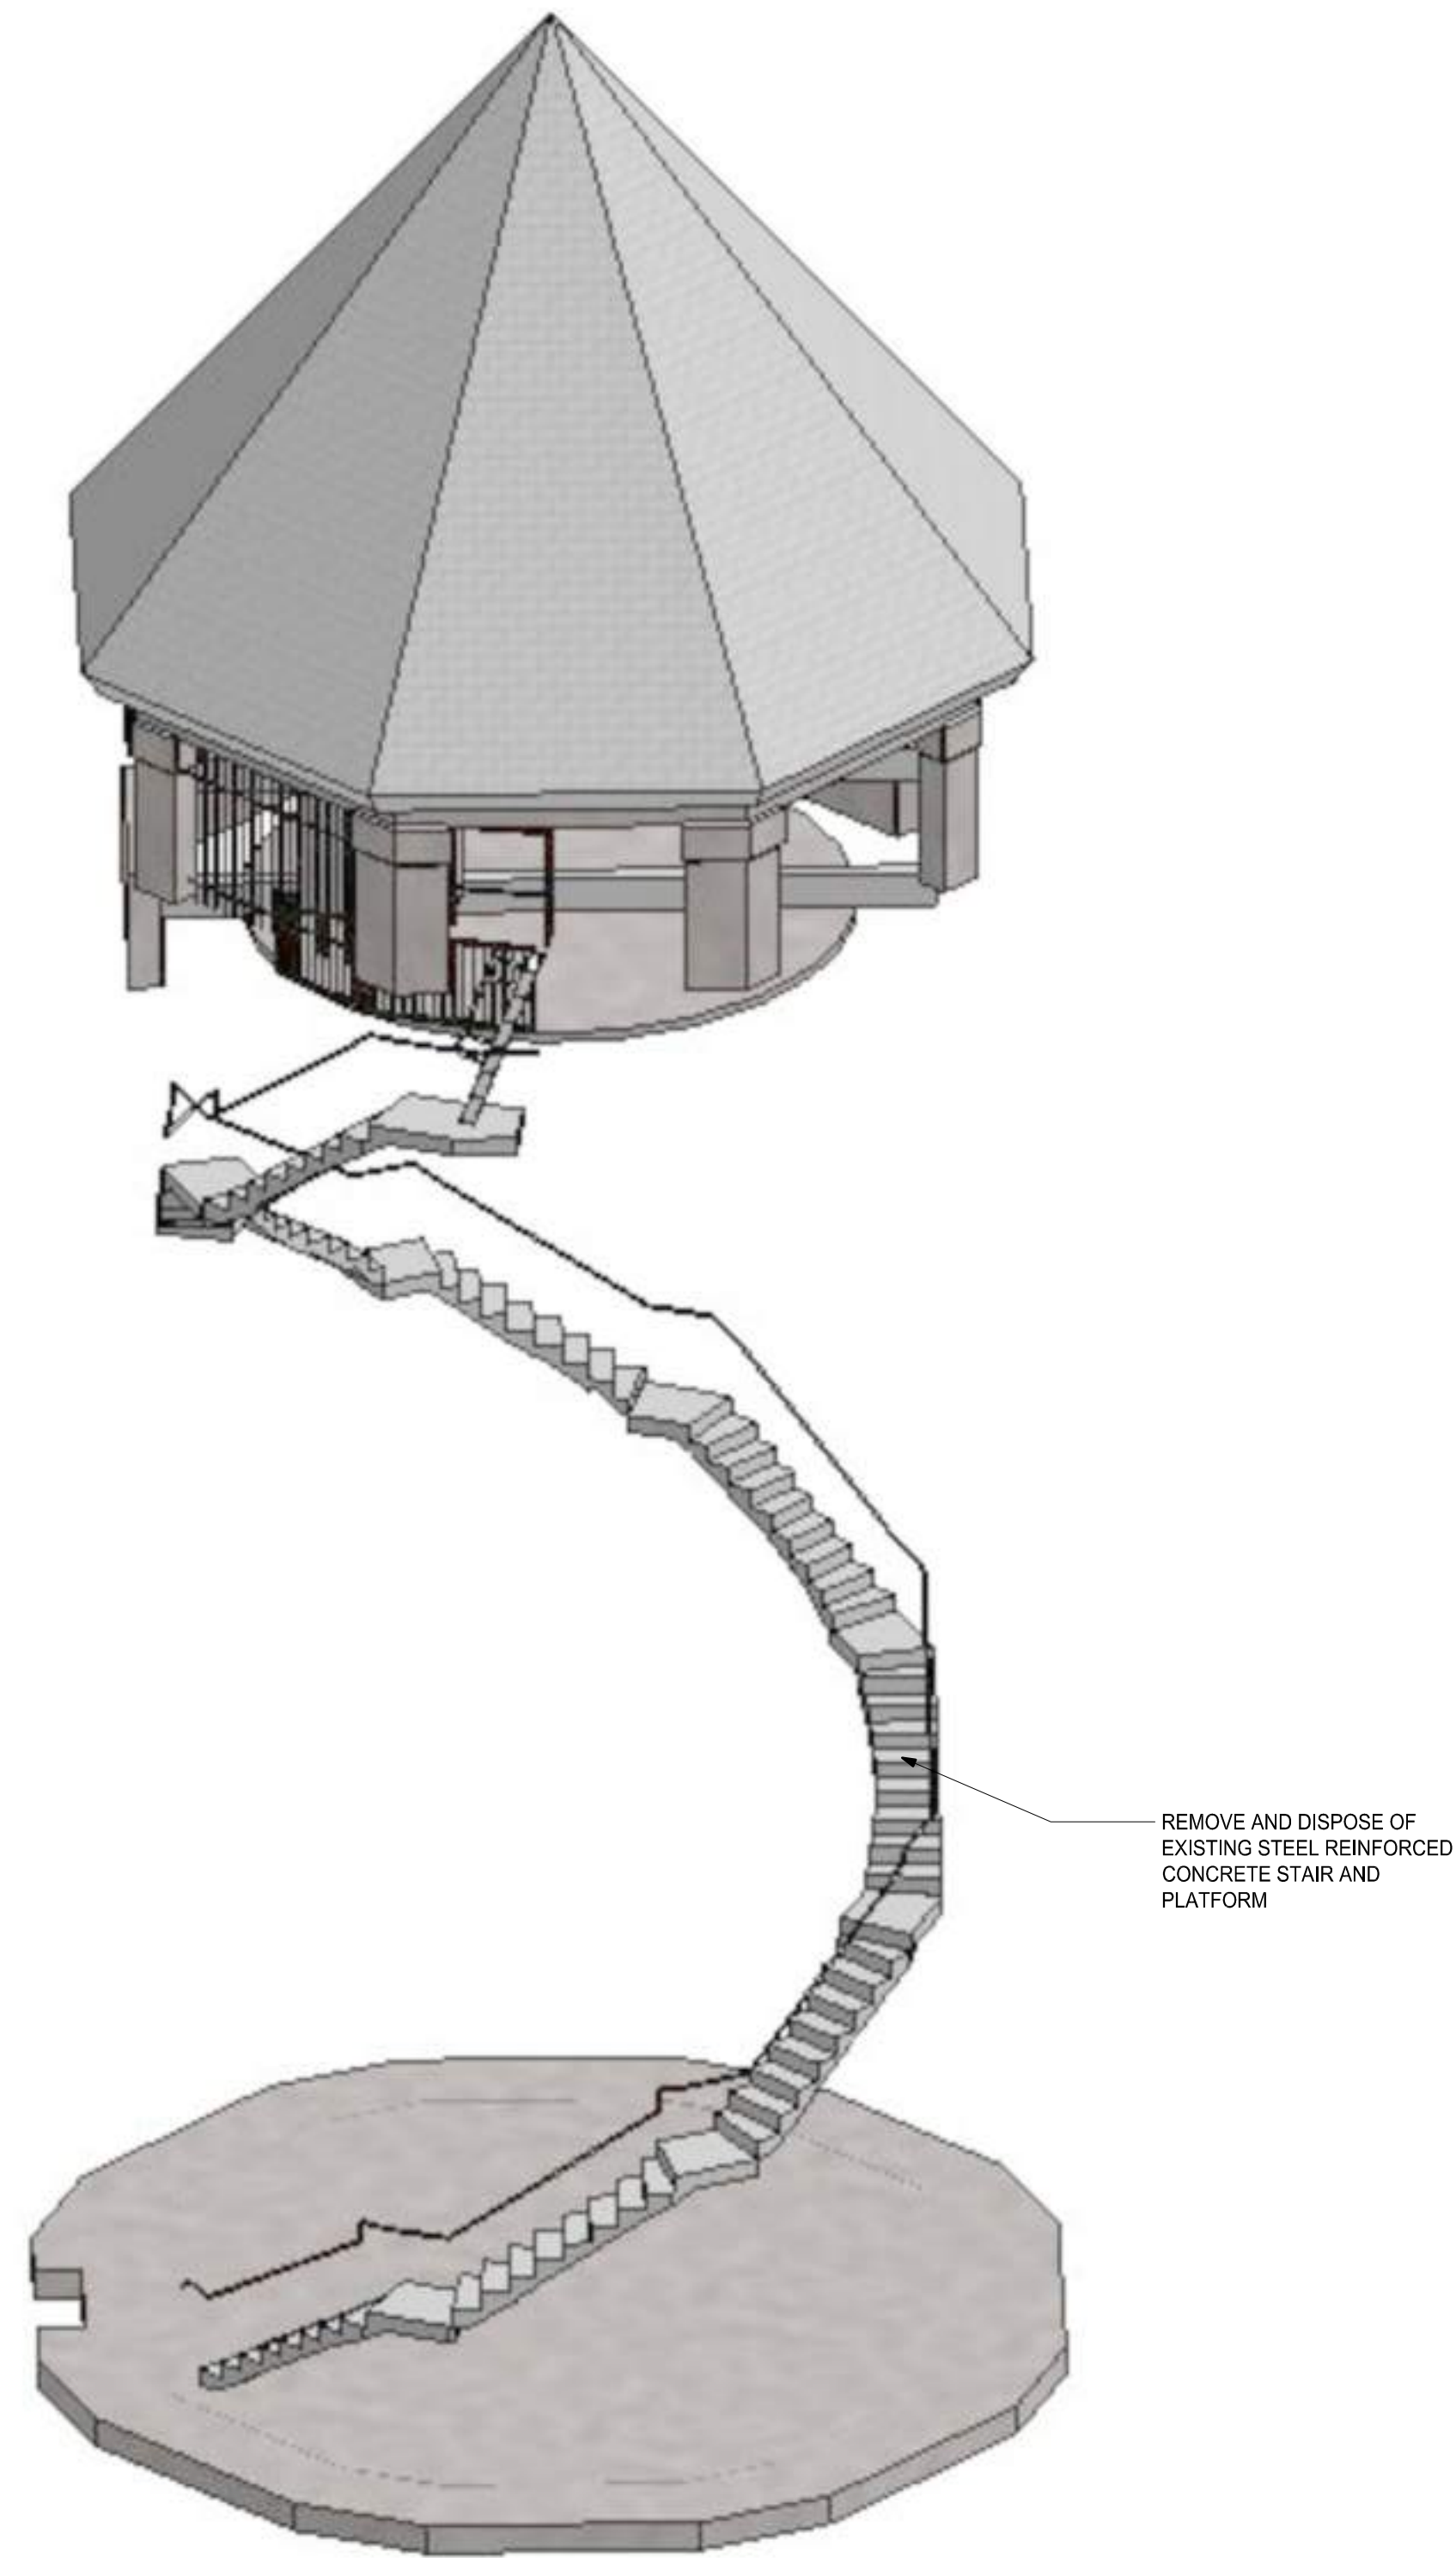 REMOVE AND DISPOSE OF
EXISTING STEEL REINFORCED
CONCRETE STAIR AND
PLATFORM